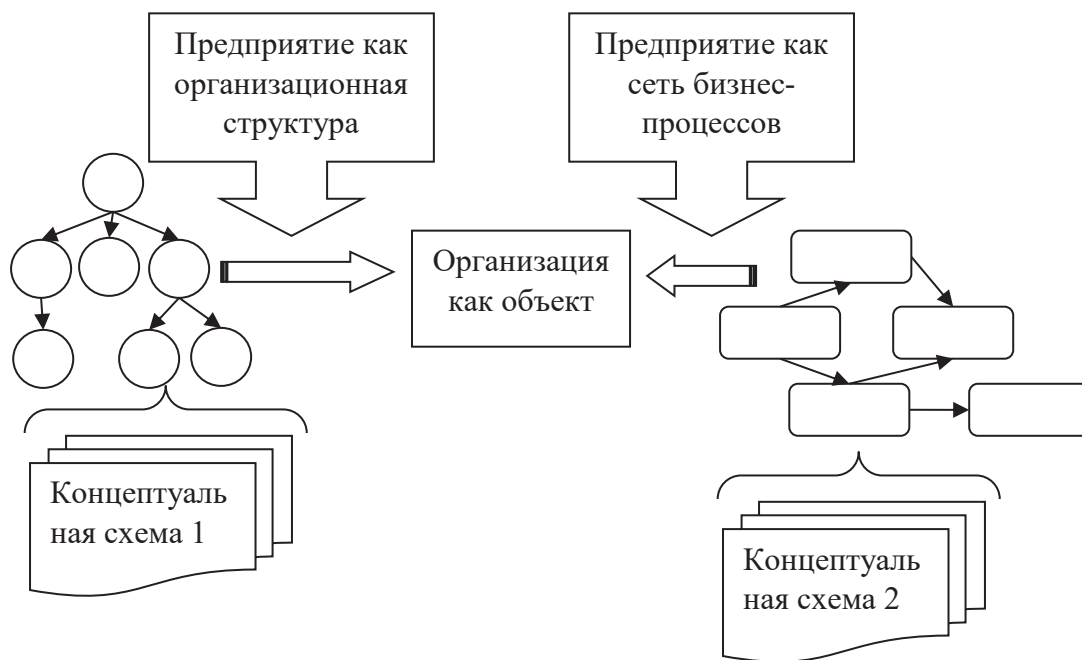 Предприятие как
организационная
структура
Предприятие как
сеть бизнес-
процессов
Организация
как объект
Концептуаль
ная схема 1
Концептуаль
ная схема 2